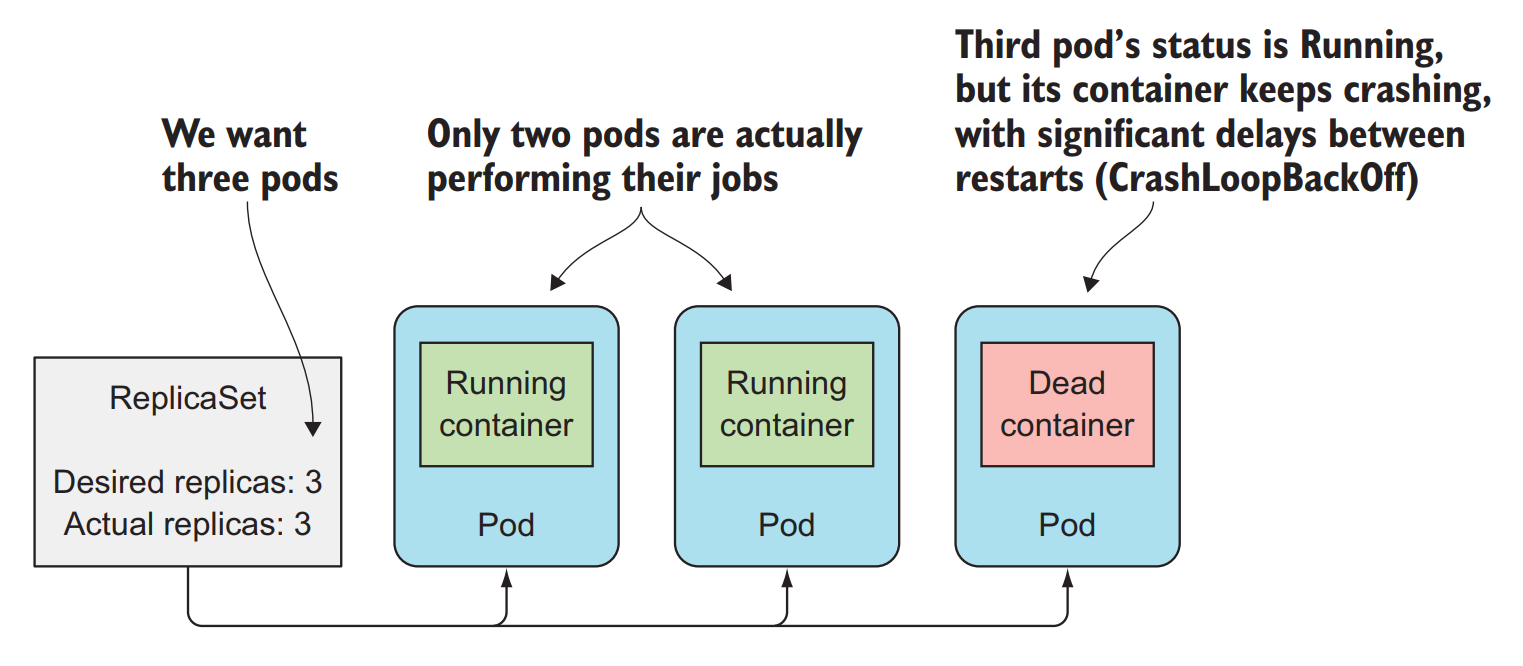 We want
three pods
Only two pods are actually
performing their jobs
Third pod’s status is Running,
but its container keeps crashing,
with significant delays between
restarts (CrashLoopBackOff)
ReplicaSet
Desired replicas: 3
Actual replicas: 3
Running
container
Pod
Running
container
Pod
Dead
container
Pod